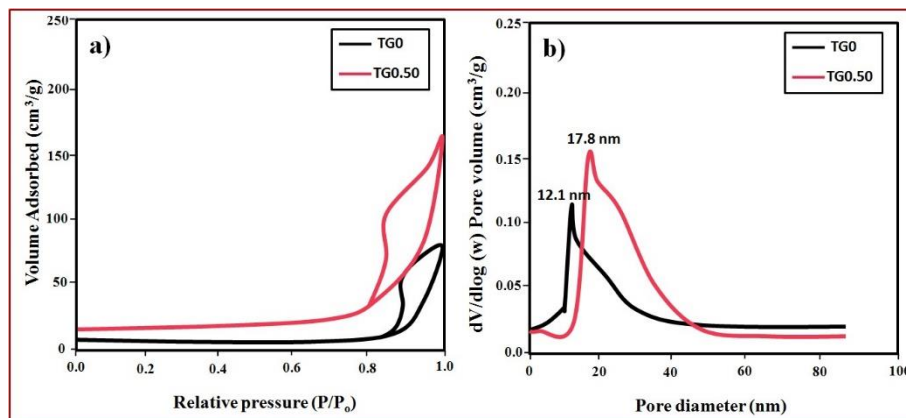 a)
TG0
TG0.50
250
200
150
100
50
0
0.0 0.2 0.4 0.6 0.8 1.0
Volume Adsorbed (cm³/g)
Relative pressure (P/Pₒ)
b)
TG0
TG0.50
17.8 nm
12.1 nm
0.25
0.20
0.15
0.10
0.05
0.0
0 20 40 60 80 100
dV/dlog (w) Pore volume (cm³/g)
Pore diameter (nm)